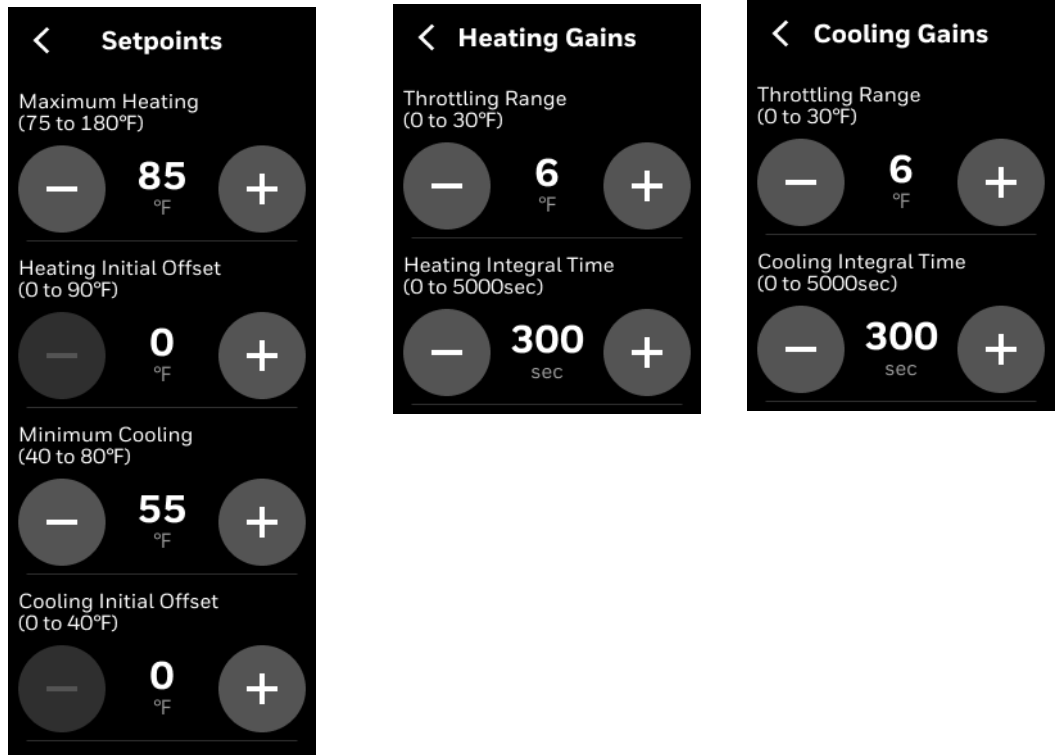 Setpoints
Maximum Heating
(75 to 180°F)
85
°F
Heating Initial Offset
(0 to 90°F)
0
°F
Minimum Cooling
(40 to 80°F)
55
°F
Cooling Initial Offset
(0 to 40°F)
0
°F
Heating Gains
Throttling Range
(0 to 30°F)
6
°F
Heating Integral Time
(0 to 5000sec)
300
sec
Cooling Gains
Throttling Range
(0 to 30°F)
6
°F
Cooling Integral Time
(0 to 5000sec)
300
sec